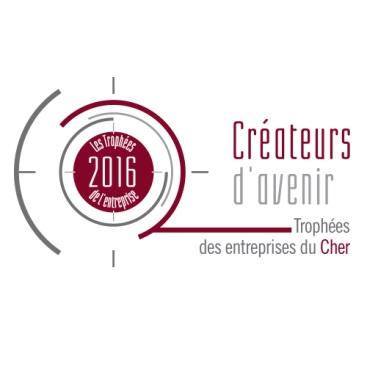 Les Trophées
2016
de l'entreprise
Créateurs
d'avenir
Trophées
des entreprises du Cher